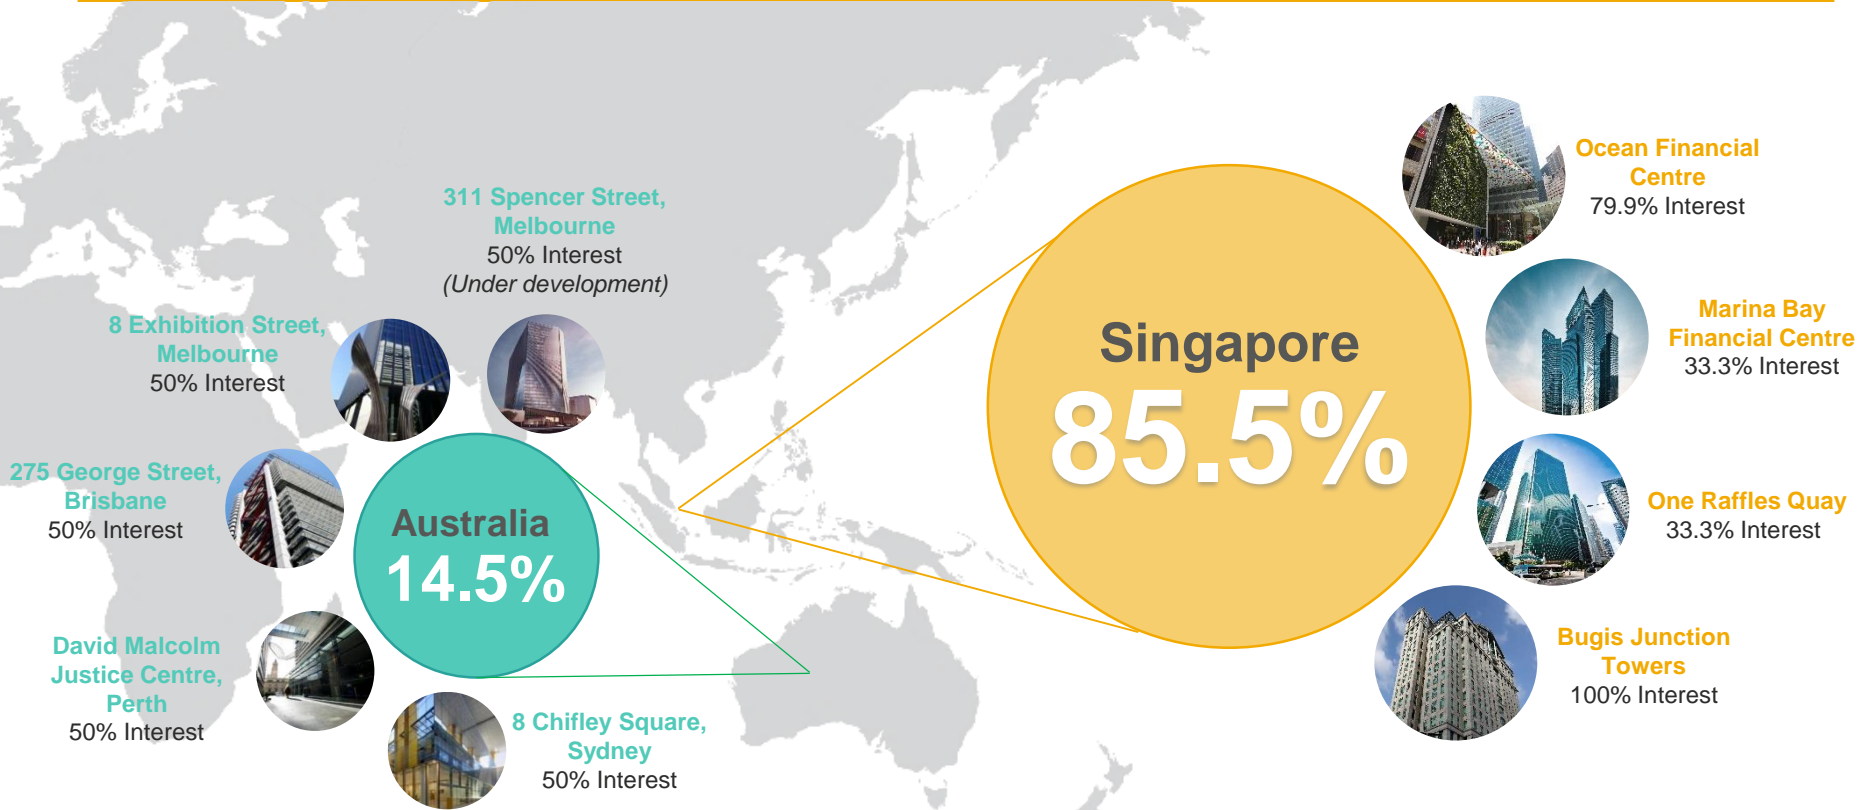 311 Spencer Street,
Melbourne
50% Interest
(Under development)
8 Exhibition Street,
Melbourne
50% Interest
275 George Street,
Brisbane
50% Interest
David Malcolm
Justice Centre,
Perth
50% Interest
8 Chifley Square,
Sydney
50% Interest
Australia
14.5%
Singapore
85.5%
Ocean Financial
Centre
79.9% Interest
Marina Bay
Financial Centre
33.3% Interest
One Raffles Quay
33.3% Interest
Bugis Junction
Towers
100% Interest